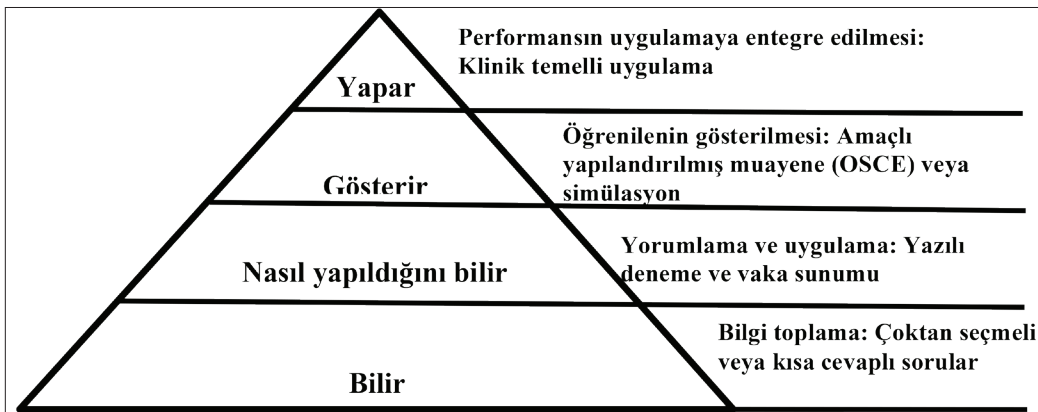 Performansın uygulamaya entegre edilmesi:
Klinik temelli uygulama
Yapar
Öğrenilenin gösterilmesi: Amaçlı
yapılandırılmış muayene (OSCE) veya
simülasyon
Gösterir
Yorumlama ve uygulama: Yazılı
deneme ve vaka sunumu
Nasıl yapıldığını bilir
Bilgi toplama: Çoktan seçmeli
veya kısa cevaplı sorular
Bilir